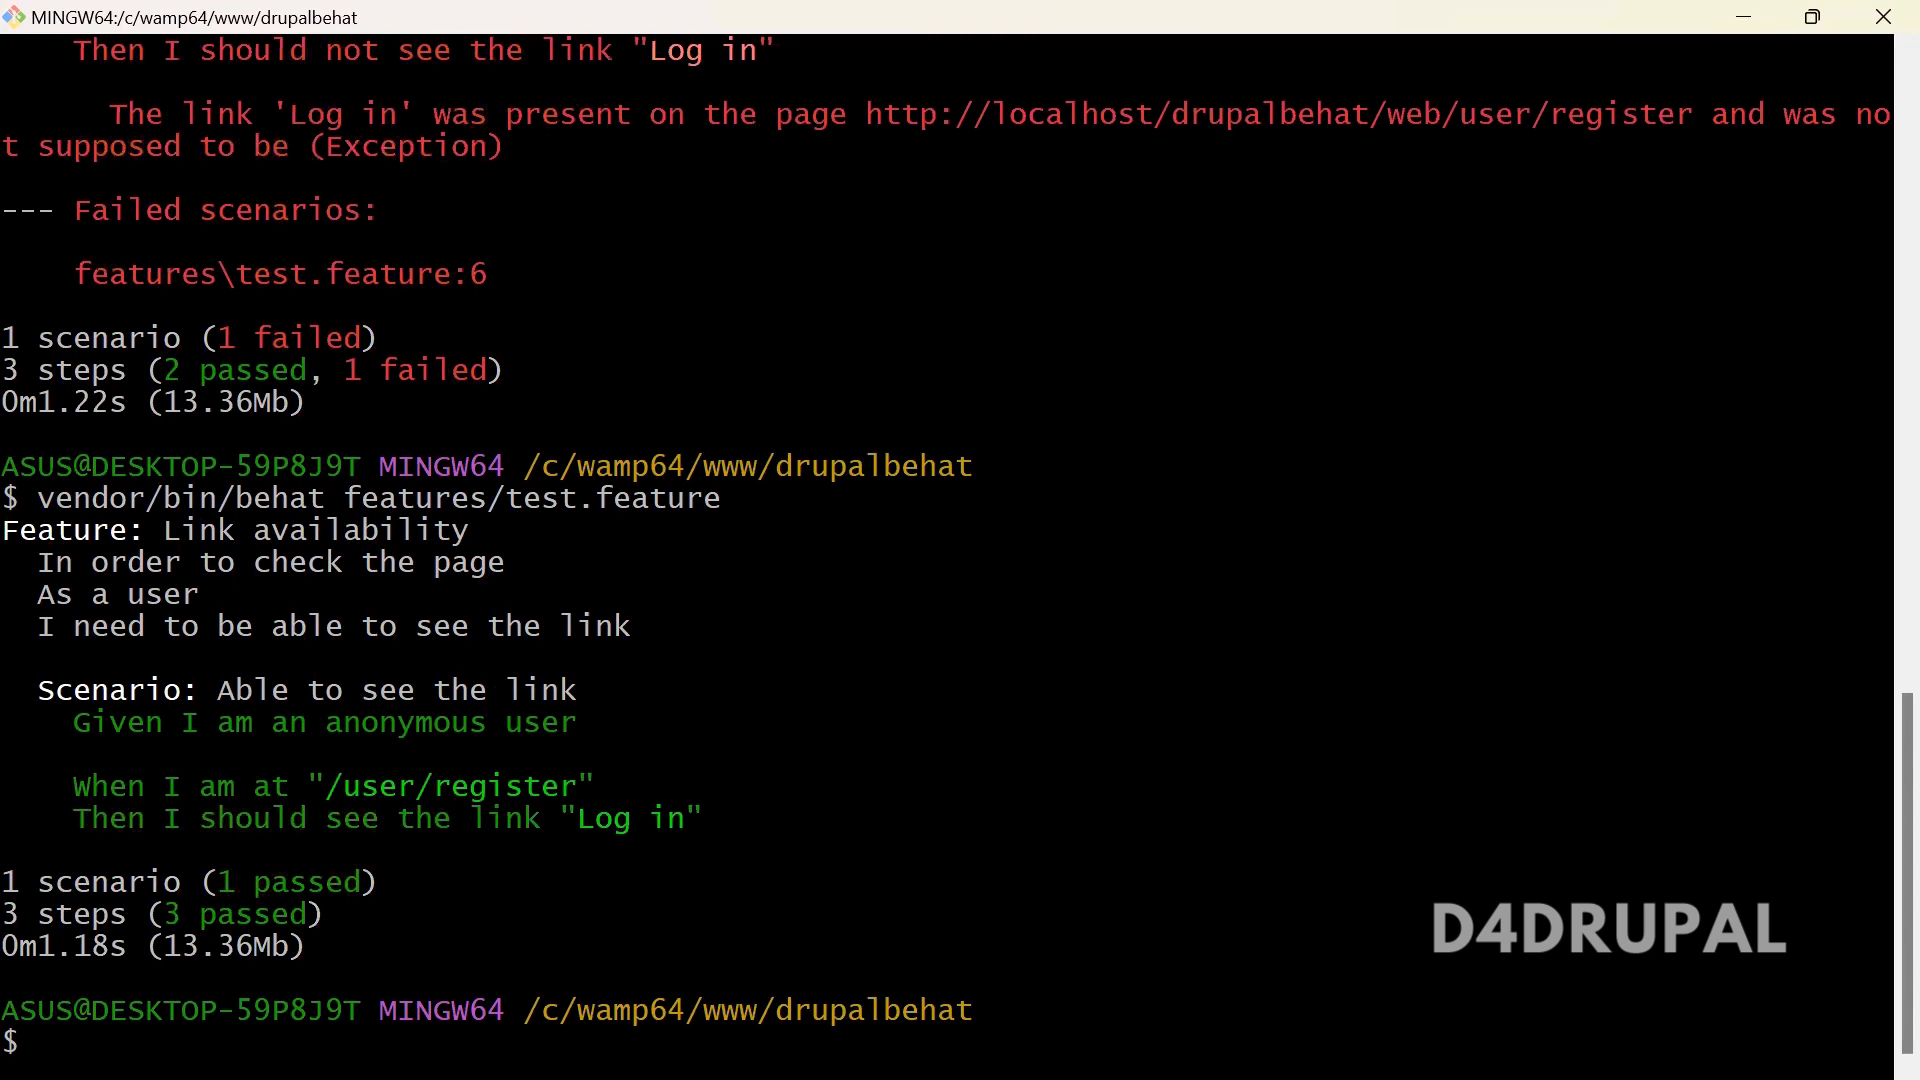 MINGW64:/c/wamp64/www/drupalbehat
Then I should not see the link "Log in"
The link 'Log in' was present on the page http://localhost/drupalbehat/web/user/register and was no
t supposed to be (Exception)
--- Failed scenarios:
features\test.feature:6
1 scenario (1 failed)
3 steps (2 passed, 1 failed)
0m1.22s (13.36Mb)
ASUS@DESKTOP-59P8J9T MINGW64 /c/wamp64/www/drupalbehat
$ vendor/bin/behat features/test.feature
Feature: Link availability
In order to check the page
As a user
I need to be able to see the link
Scenario: Able to see the link
Given I am an anonymous user
When I am at "/user/register"
Then I should see the link "Log in"
1 scenario (1 passed)
3 steps (3 passed)
0m1.18s (13.36Mb)
D4DRUPAL
ASUS@DESKTOP-59P8J9T MINGW64 /c/wamp64/www/drupalbehat
$